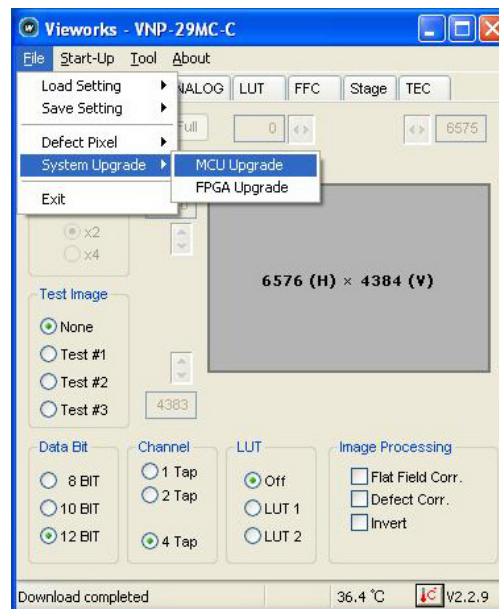 Vieworks - VNP-29MC-C
File Start-Up Tool About
Load Setting
Save Setting
Defect Pixel
System Upgrade
Exit
MCU Upgrade
FPGA Upgrade
LUT FFC Stage TEC
Full 0 6575
x2
x4
6576 (H) × 4384 (V)
Test Image
None
Test #1
Test #2
Test #3
4383
Data Bit
8 BIT
10 BIT
12 BIT
Channel
1 Tap
2 Tap
4 Tap
LUT
Off
LUT 1
LUT 2
Image Processing
Flat Field Corr.
Defect Corr.
Invert
Download completed 36.4 ℃ V2.2.9